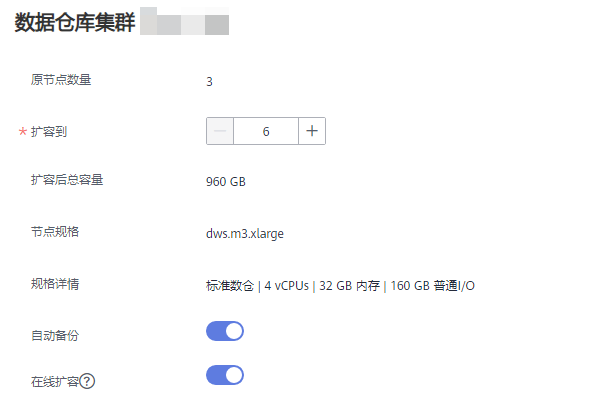 数据仓库集群
原节点数量 3
* 扩容到 — 6 +
扩容后总容量 960 GB
节点规格 dws.m3.xlarge
规格详情 标准数仓 | 4 vCPUs | 32 GB 内存 | 160 GB 普通I/O
自动备份
在线扩容 ?